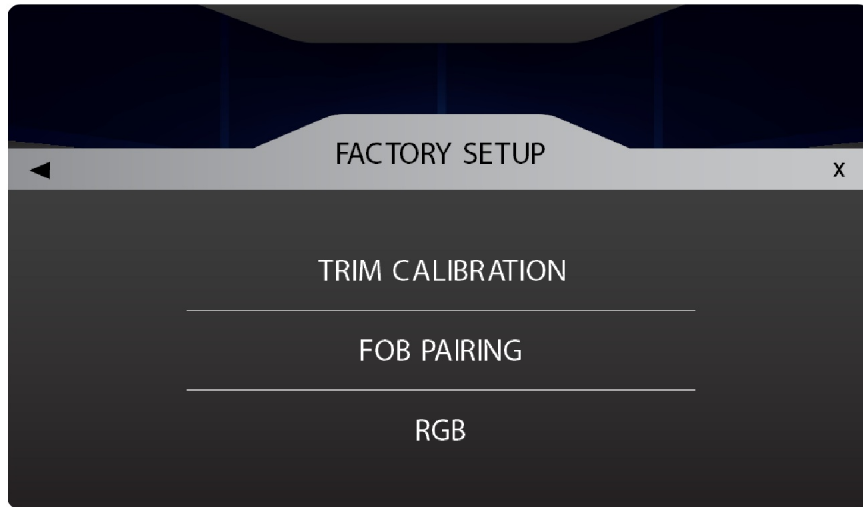 FACTORY SETUP
X
TRIM CALIBRATION
FOB PAIRING
RGB